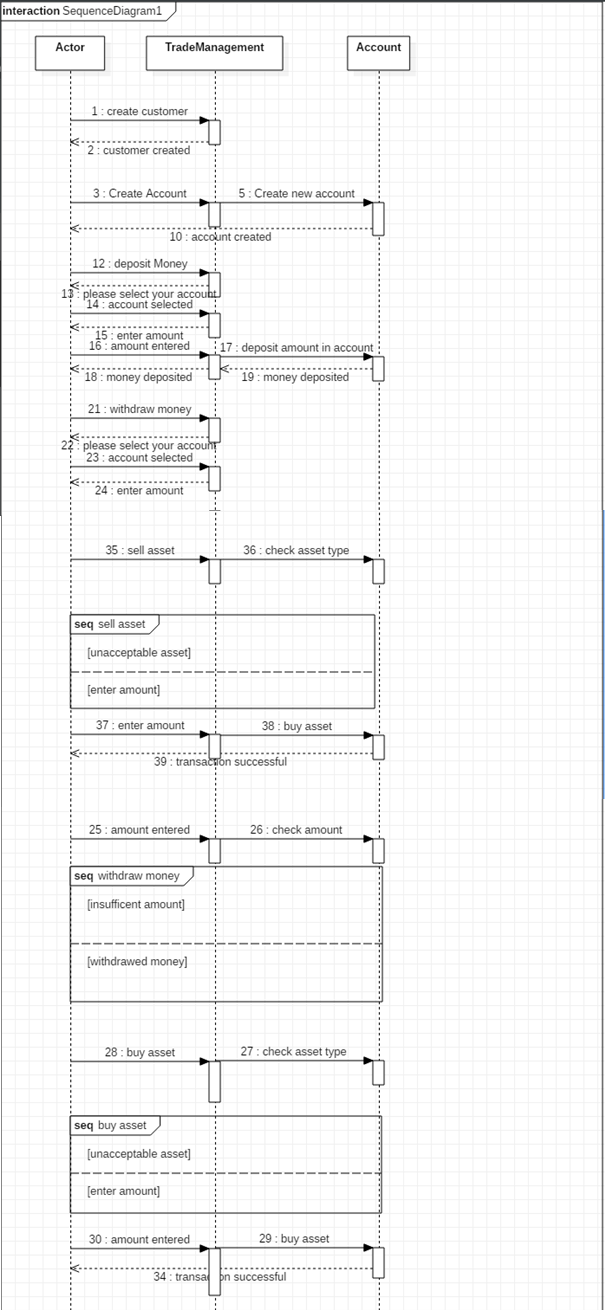 interaction SequenceDiagram1
Actor
TradeManagement
Account
1 : create customer
2 : customer created
3 : Create Account
5 : Create new account
10 : account created
12 : deposit Money
13 : please select your account
14 : account selected
15 : enter amount
16 : amount entered
17 : deposit amount in account
18 : money deposited
19 : money deposited
21 : withdraw money
22 : please select your account
23 : account selected
24 : enter amount
35 : sell asset
36 : check asset type
seq sell asset
[unacceptable asset]
[enter amount]
37 : enter amount
38 : buy asset
39 : transaction successful
25 : amount entered
26 : check amount
seq withdraw money
[insufficent amount]
[withdrawed money]
28 : buy asset
27 : check asset type
seq buy asset
[unacceptable asset]
[enter amount]
30 : amount entered
29 : buy asset
34 : transaction successful